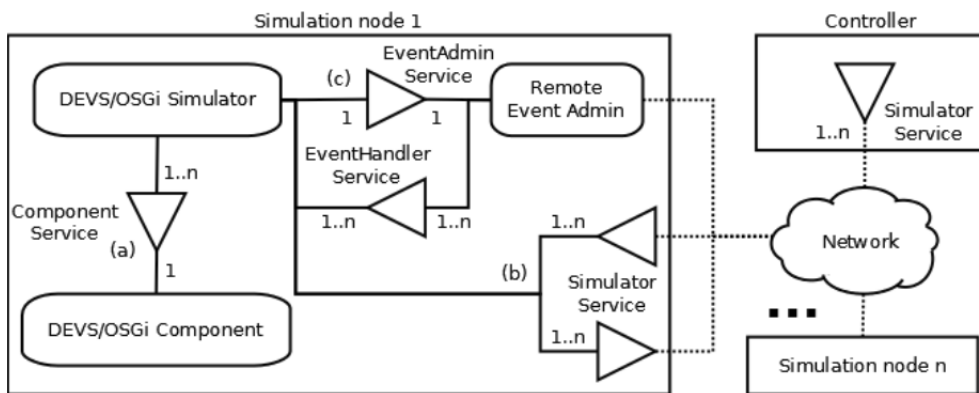 Simulation node 1
Controller
DEVS/OSGi Simulator
(c)
EventAdmin
Service
1
1
Remote
Event Admin
Simulator
Service
1..n
1..n
EventHandler
Service
1..n
1..n
Component
Service
(a)
1
1..n
(b)
Simulator
Service
1..n
Network
DEVS/OSGi Component
...
Simulation node n